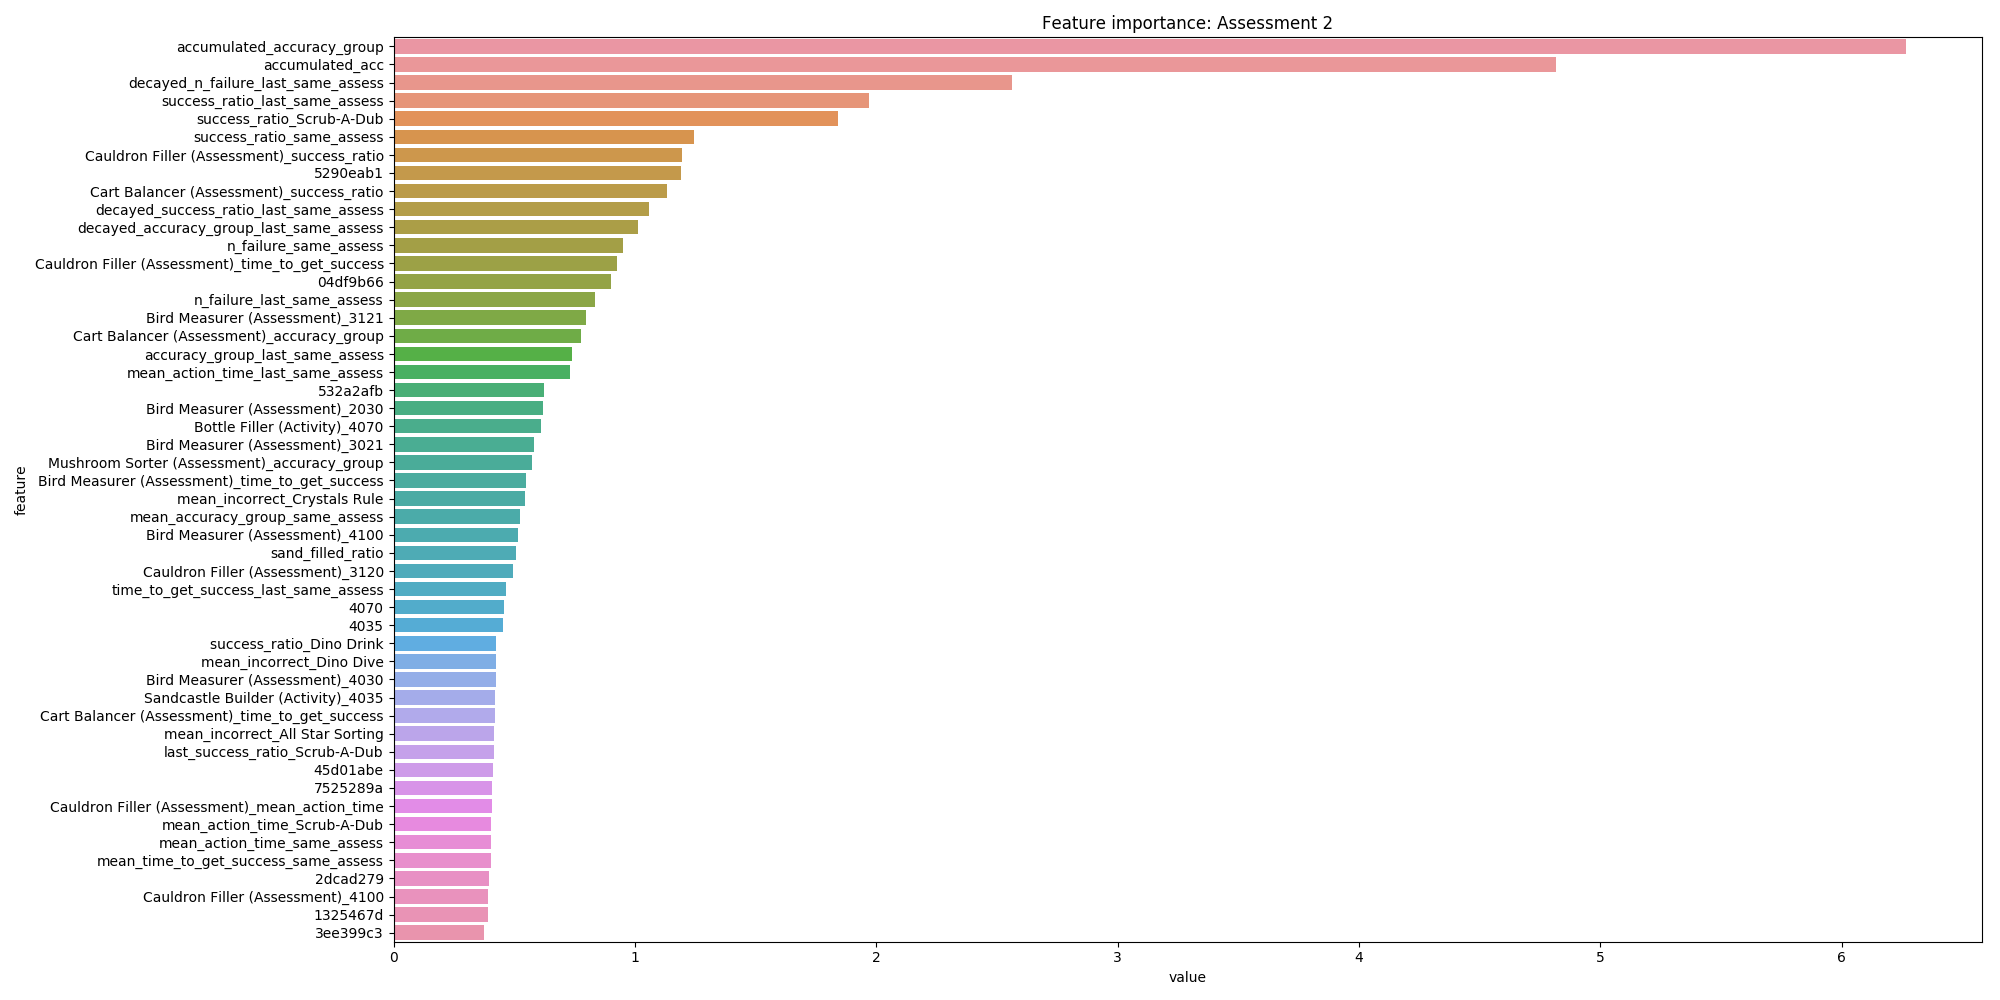 Feature importance: Assessment 2
accumulated_accuracy_group
accumulated_acc
decayed_n_failure_last_same_assess
success_ratio_last_same_assess
success_ratio_Scrub-A-Dub
success_ratio_same_assess
Cauldron Filler (Assessment)_success_ratio
5290eab1
Cart Balancer (Assessment)_success_ratio
decayed_success_ratio_last_same_assess
decayed_accuracy_group_last_same_assess
n_failure_same_assess
Cauldron Filler (Assessment)_time_to_get_success
04df9b66
n_failure_last_same_assess
Bird Measurer (Assessment)_3121
Cart Balancer (Assessment)_accuracy_group
accuracy_group_last_same_assess
mean_action_time_last_same_assess
532a2afb
Bird Measurer (Assessment)_2030
Bottle Filler (Activity)_4070
Bird Measurer (Assessment)_3021
Mushroom Sorter (Assessment)_accuracy_group
Bird Measurer (Assessment)_time_to_get_success
mean_incorrect_Crystals Rule
mean_accuracy_group_same_assess
Bird Measurer (Assessment)_4100
sand_filled_ratio
Cauldron Filler (Assessment)_3120
time_to_get_success_last_same_assess
4070
4035
success_ratio_Dino Drink
mean_incorrect_Dino Dive
Bird Measurer (Assessment)_4030
Sandcastle Builder (Activity)_4035
Cart Balancer (Assessment)_time_to_get_success
mean_incorrect_All Star Sorting
last_success_ratio_Scrub-A-Dub
45d01abe
7525289a
Cauldron Filler (Assessment)_mean_action_time
mean_action_time_Scrub-A-Dub
mean_action_time_same_assess
mean_time_to_get_success_same_assess
2dcad279
Cauldron Filler (Assessment)_4100
1325467d
3ee399c3
feature
0 1 2 3 4 5 6
value